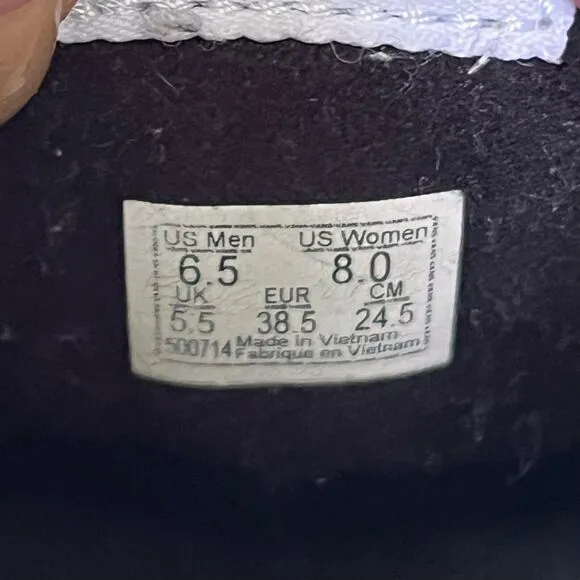 US Men US Women
6.5 8.0
UK EUR CM
5.5 38.5 24.5
500714 Made in Vietnam
Fabrique en Vietnam